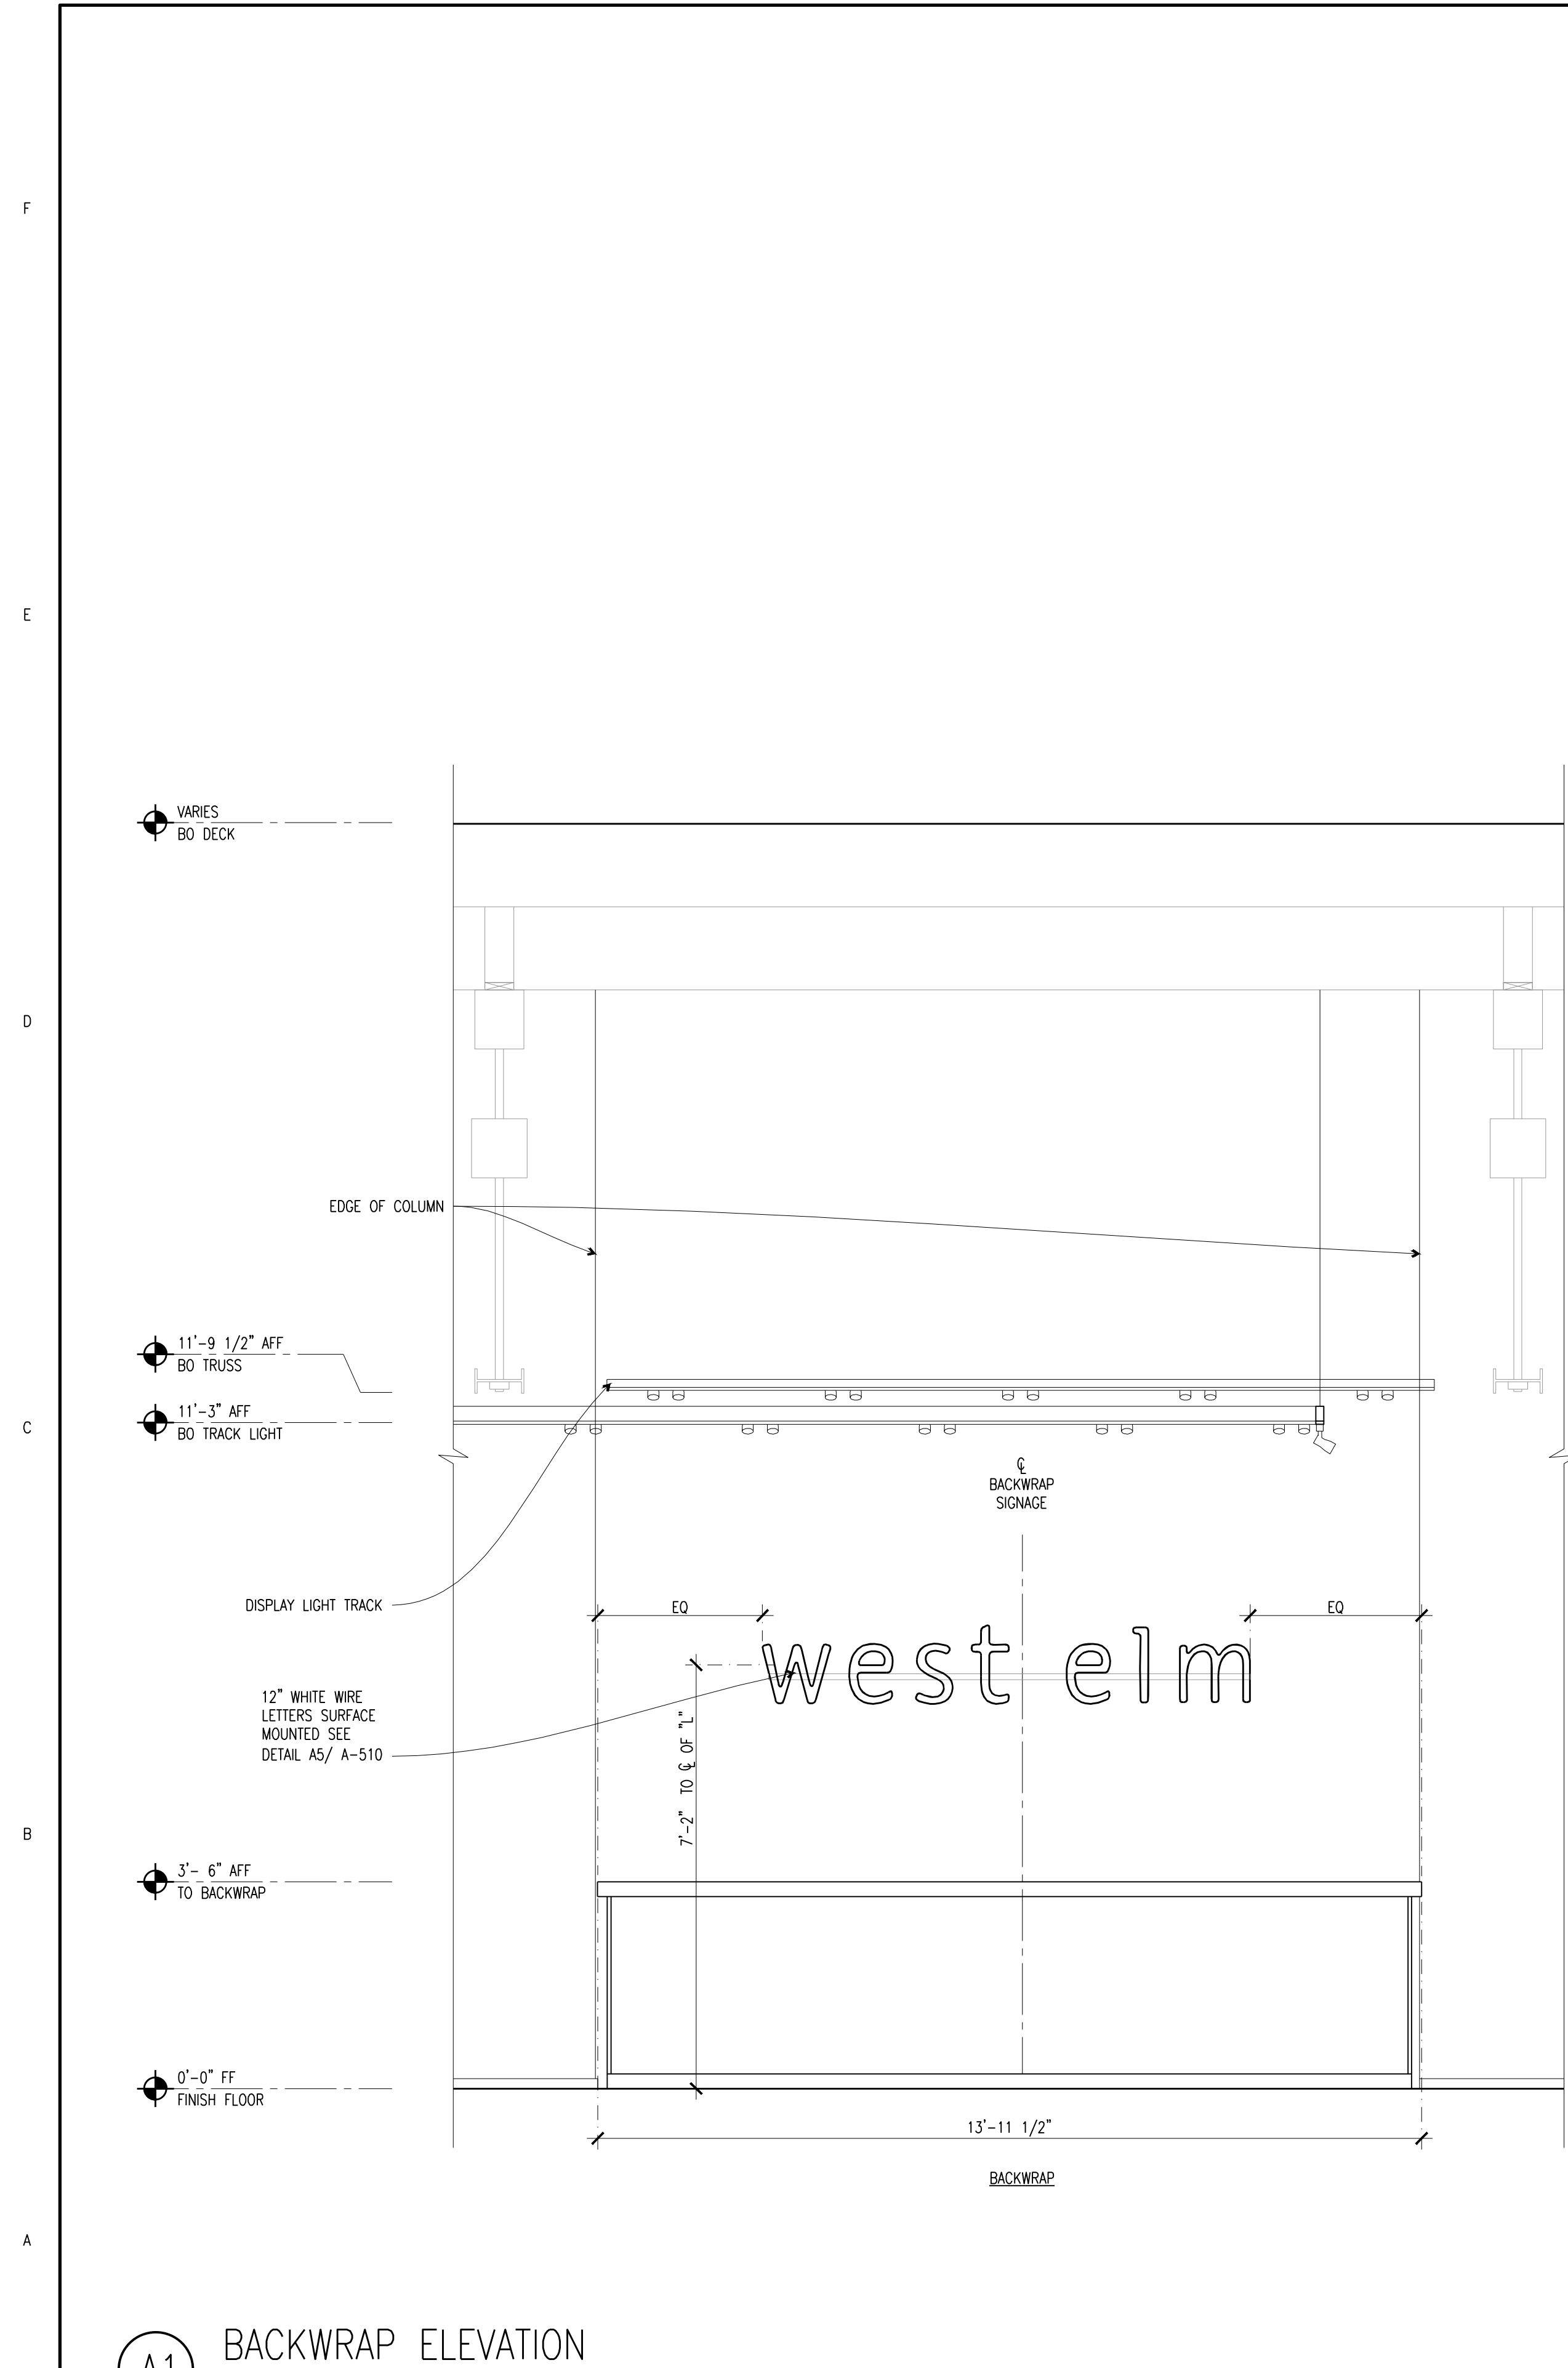 F
E
VARIES
BO DECK
D
EDGE OF COLUMN
11'-9 1/2" AFF
BO TRUSS
11'-3" AFF
BO TRACK LIGHT
C
℄
BACKWRAP
SIGNAGE
DISPLAY LIGHT TRACK
EQ
EQ
west elm
12" WHITE WIRE
LETTERS SURFACE
MOUNTED SEE
DETAIL A5/ A-510
7'-2" TO ℄ OF "L"
B
3'- 6" AFF
TO BACKWRAP
0'-0" FF
FINISH FLOOR
13'-11 1/2"
BACKWRAP
A
A1
BACKWRAP ELEVATION